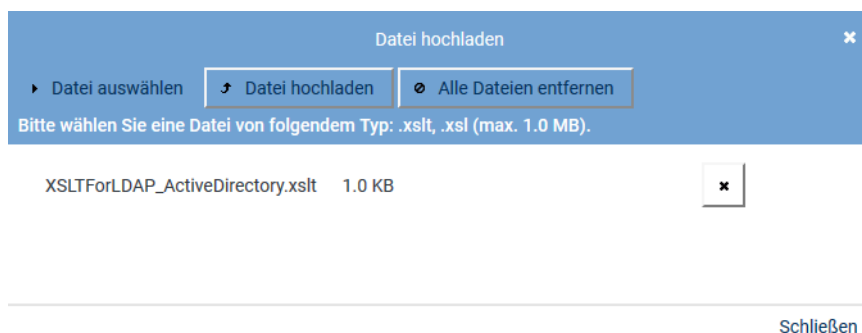 Datei hochladen
Datei auswählen Datei hochladen Alle Dateien entfernen
Bitte wählen Sie eine Datei von folgendem Typ: .xslt, .xsl (max. 1.0 MB).
XSLTForLDAP_ActiveDirectory.xslt 1.0 KB
Schließen